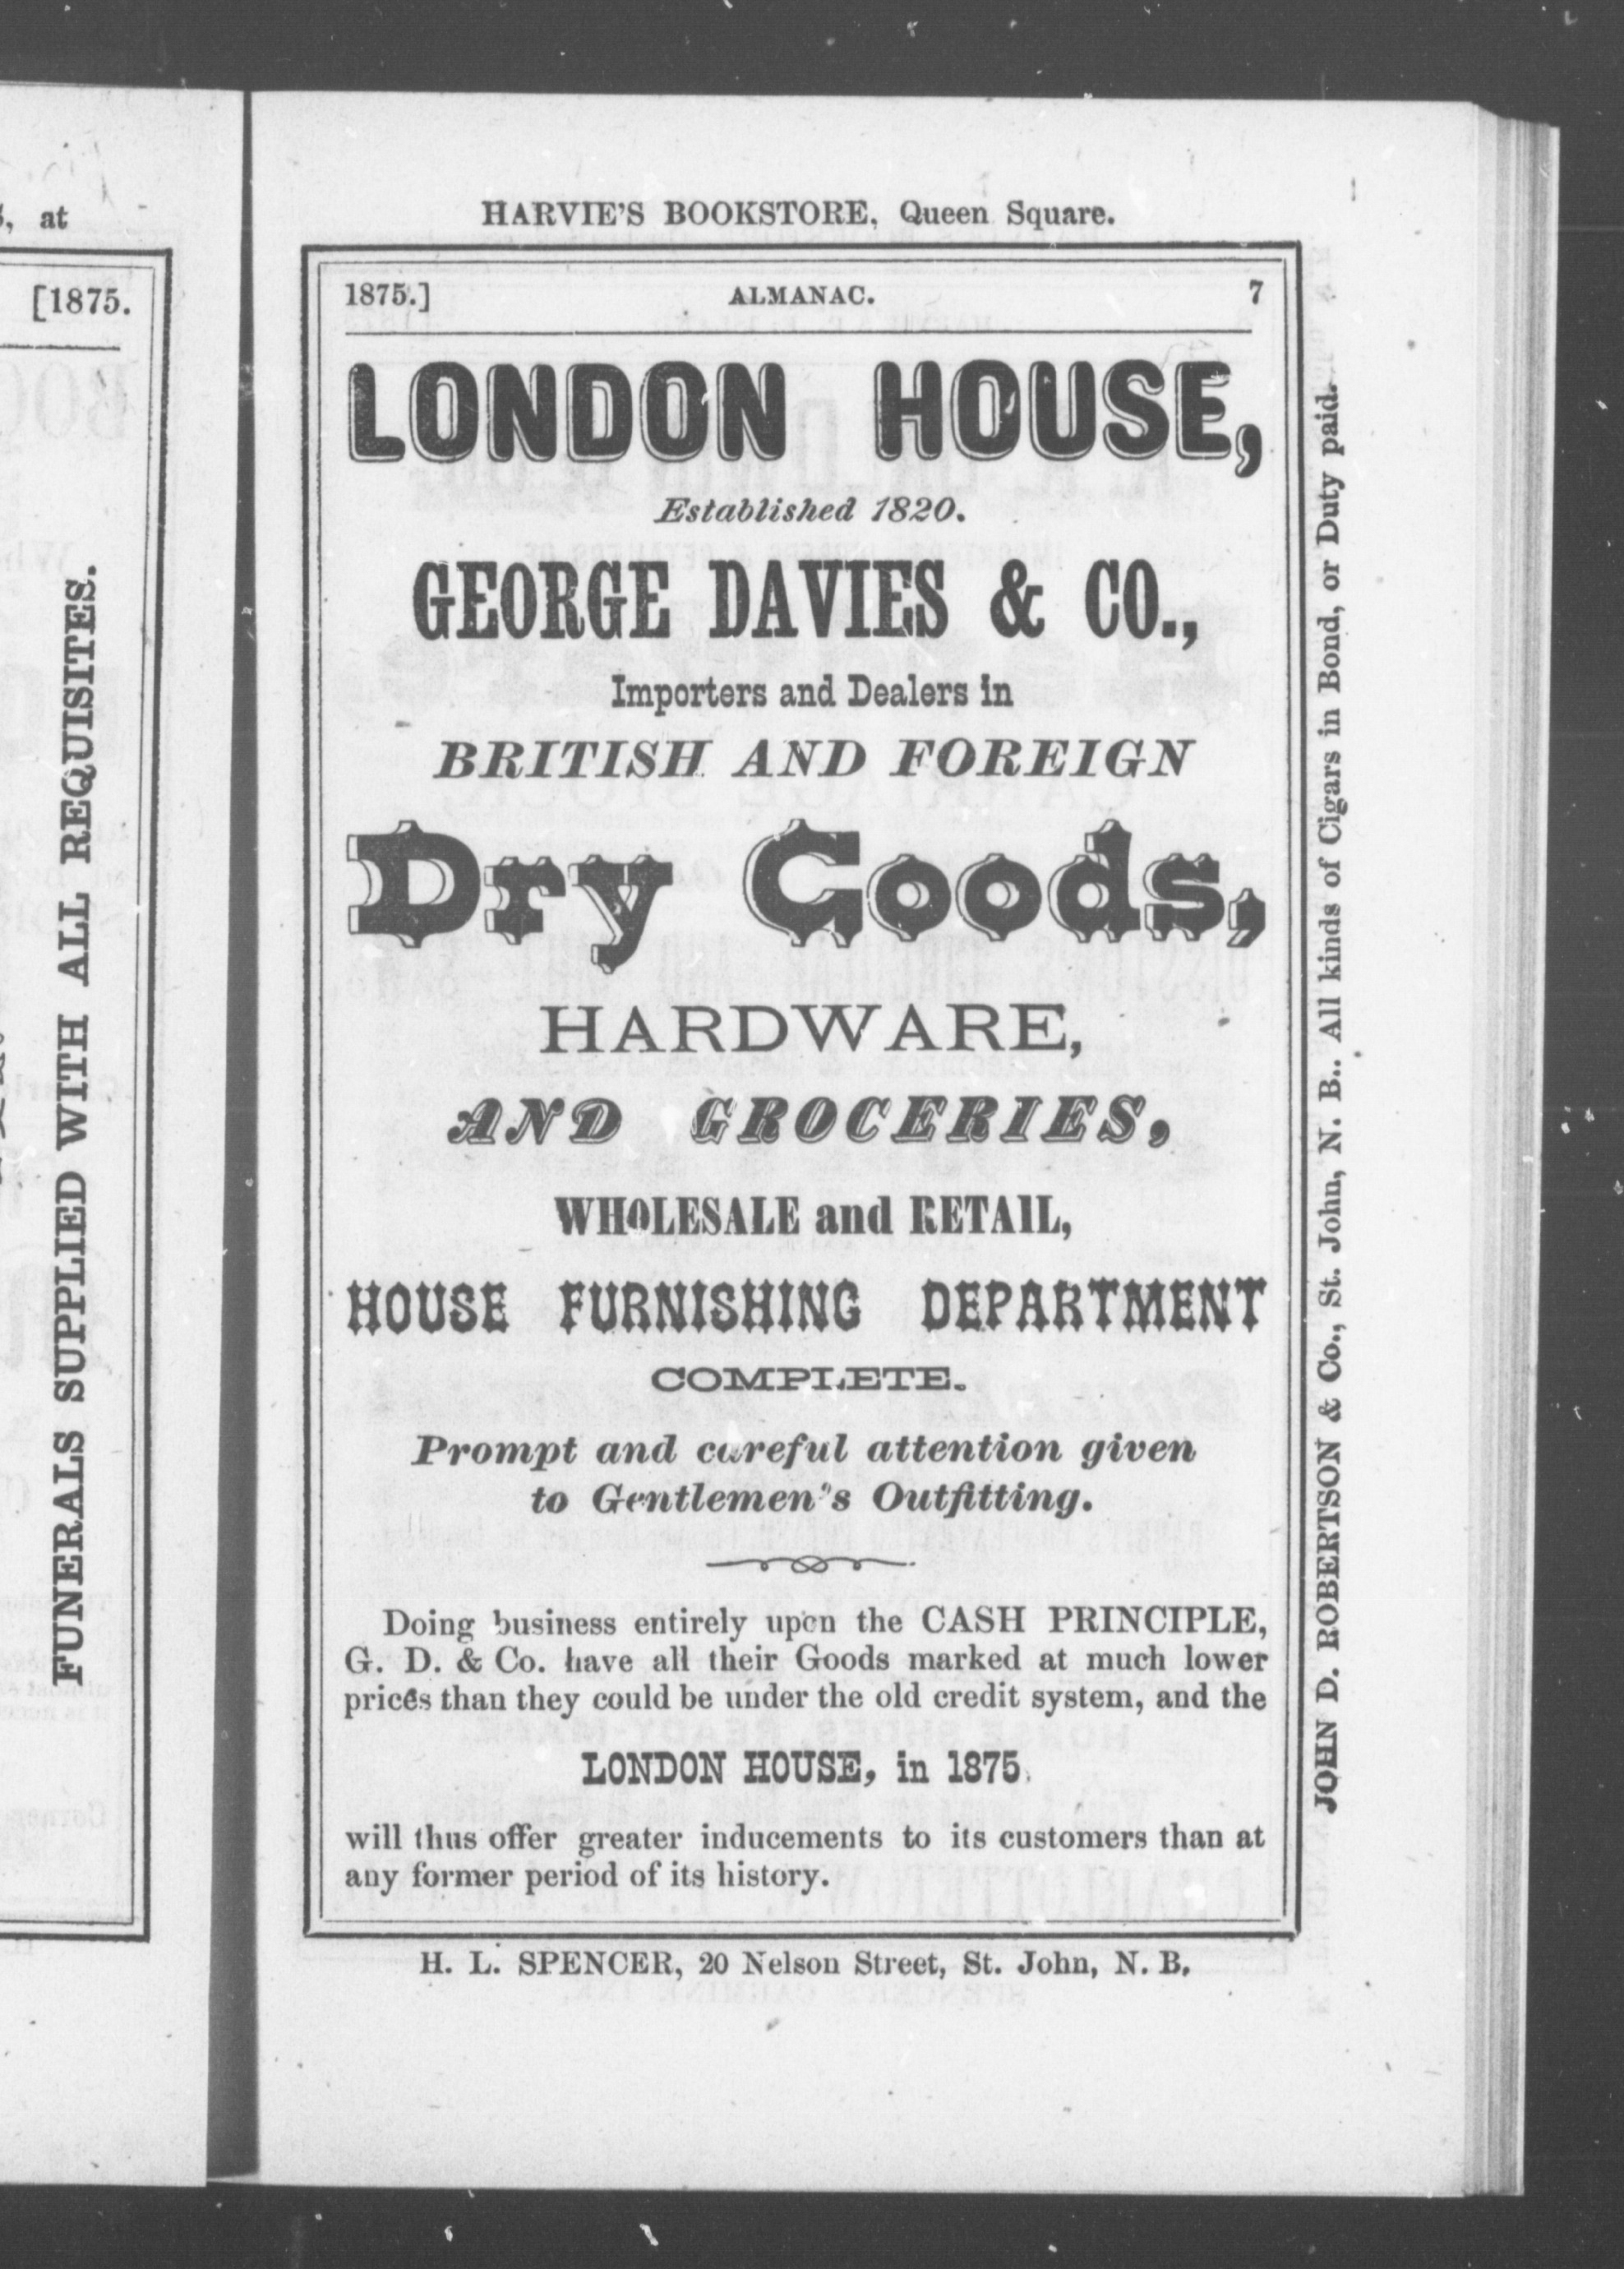 , at
[1875.
FUNERALS SUPPLIED WITH ALL REQUISITES.
HARVIE'S BOOKSTORE, Queen Square.
1875.] ALMANAC. 7
LONDON HOUSE,
Established 1820.
GEORGE DAVIES & CO.,
Importers and Dealers in
BRITISH AND FOREIGN
Dry Goods,
HARDWARE,
AND GROCERIES,
WHOLESALE and RETAIL,
HOUSE FURNISHING DEPARTMENT
COMPLETE.
Prompt and careful attention given
to Gentlemen's Outfitting.
Doing business entirely upon the CASH PRINCIPLE,
G. D. & Co. have all their Goods marked at much lower
prices than they could be under the old credit system, and the
LONDON HOUSE, in 1875,
will thus offer greater inducements to its customers than at
any former period of its history.
H. L. SPENCER, 20 Nelson Street, St. John, N. B.
JOHN D. ROBERTSON & Co., St. John, N. B.. All kinds of Cigars in Bond, or Duty paid.